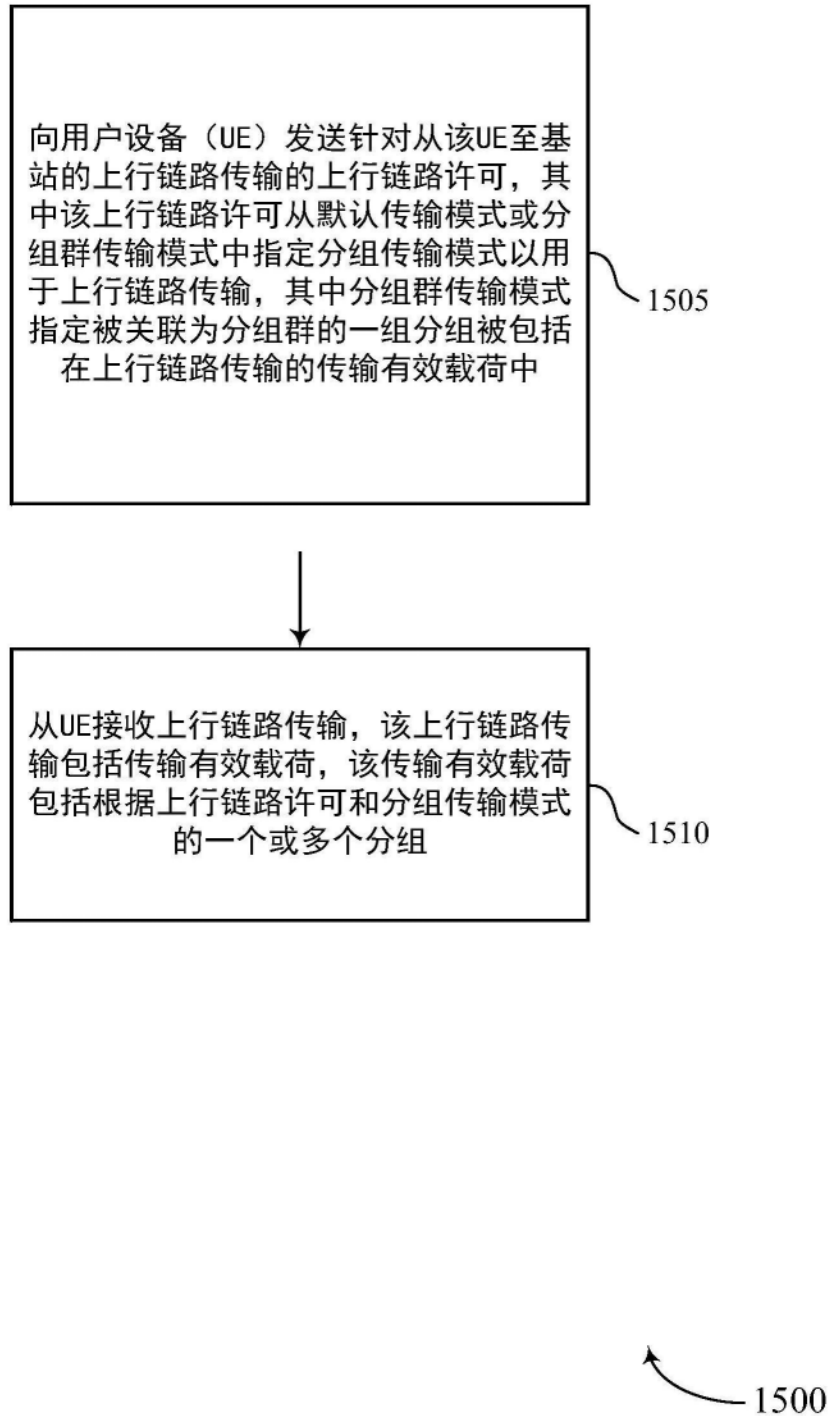 向用户设备（UE）发送针对从该UE至基
站的上行链路传输的上行链路许可，其
中该上行链路许可从默认传输模式或分
组群传输模式中指定分组传输模式以用
于上行链路传输，其中分组群传输模式
指定被关联为分组群的一组分组被包括
在上行链路传输的传输有效载荷中
1505
从UE接收上行链路传输，该上行链路传
输包括传输有效载荷，该传输有效载荷
包括根据上行链路许可和分组传输模式
的一个或多个分组
1510
1500